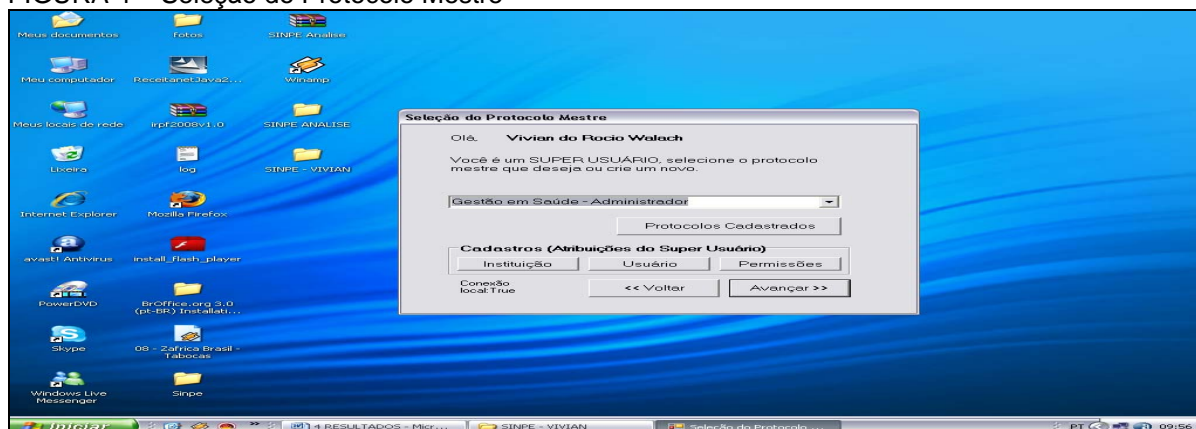 FIGURA 4 – Seleção do Protocolo Mestre
Meus documentos
fotos
SINPE Analise
Meu computador
ReceitanetJava2...
Winamp
Meus locais de rede
irpf2008v1.0
SINPE ANALISE
Lixeira
log
SINPE - VIVIAN
Internet Explorer
Mozilla Firefox
avast! Antivirus
install_flash_player
PowerDVD
BrOffice.org 3.0
(pt-BR) Installati...
Skype
08 - Zafrica Brasil -
Tabocas
Windows Live
Messenger
Sinpe
Seleção do Protocolo Mestre
Olá, Vivian do Rocio Walach
Você é um SUPER USUÁRIO, selecione o protocolo
mestre que deseja ou crie um novo.
Gestão em Saúde - Administrador
Protocolos Cadastrados
Cadastros (Atribuições do Super Usuário)
Instituição Usuário Permissões
Conexão
local:True
<< Voltar Avançar >>
Iniciar
4 RESULTADOS - Micr...
SINPE - VIVIAN
Seleção do Protocolo ...
PT
09:56